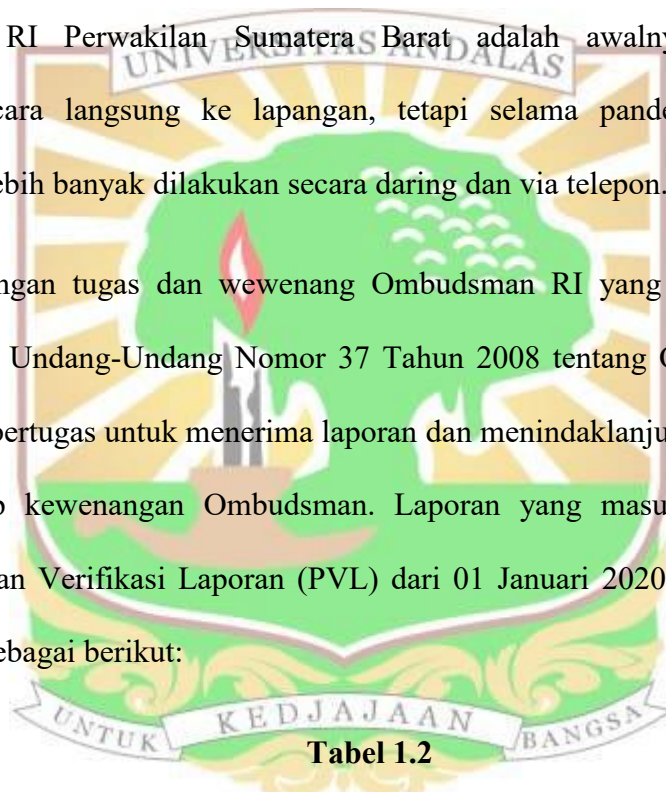 RI Perwakilan Sumatera Barat adalah awalny
UNIVERSITAS ANDALAS
cara langsung ke lapangan, tetapi selama pande
ebih banyak dilakukan secara daring dan via telepon.
ngan tugas dan wewenang Ombudsman RI yang
Undang-Undang Nomor 37 Tahun 2008 tentang O
bertugas untuk menerima laporan dan menindaklanju
p kewenangan Ombudsman. Laporan yang masu
an Verifikasi Laporan (PVL) dari 01 Januari 2020
sebagai berikut:
UNTUK KEDJAJAAN BANGSA
Tabel 1.2